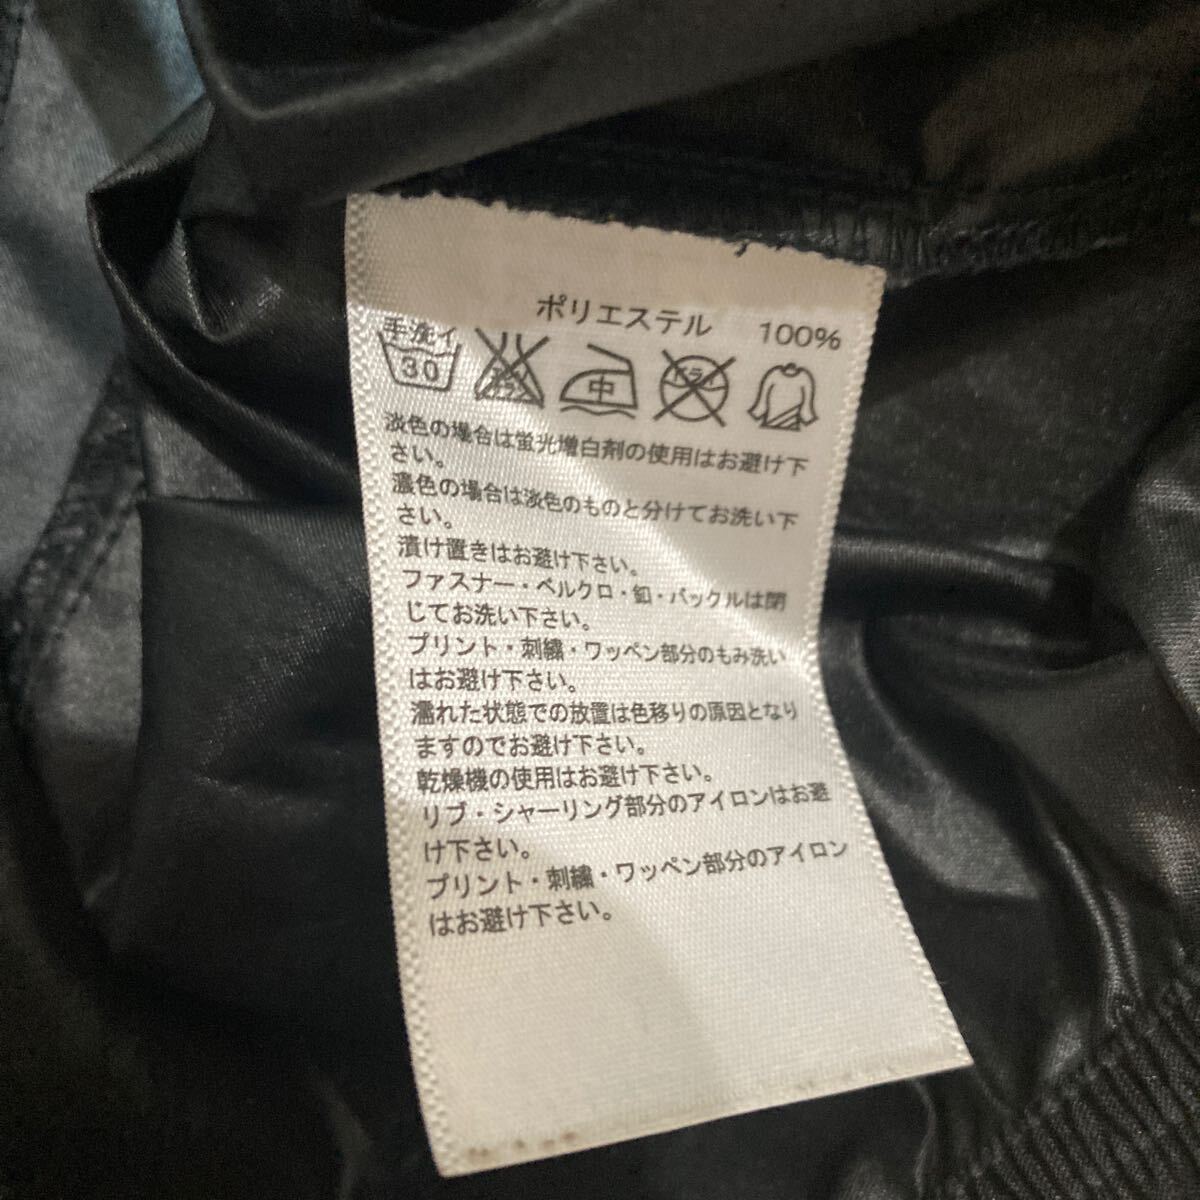 ポリエステル 100%
手洗イ
30
中
ドライ
淡色の場合は蛍光増白剤の使用はお避け下
さい。
濃色の場合は淡色のものと分けてお洗い下
さい。
漬け置きはお避け下さい。
ファスナー・ベルクロ・釦・バックルは閉
じてお洗い下さい。
プリント・刺繍・ワッペン部分のもみ洗い
はお避け下さい。
濡れた状態での放置は色移りの原因となり
ますのでお避け下さい。
乾燥機の使用はお避け下さい。
リブ・シャーリング部分のアイロンはお避
け下さい。
プリント・刺繍・ワッペン部分のアイロン
はお避け下さい。